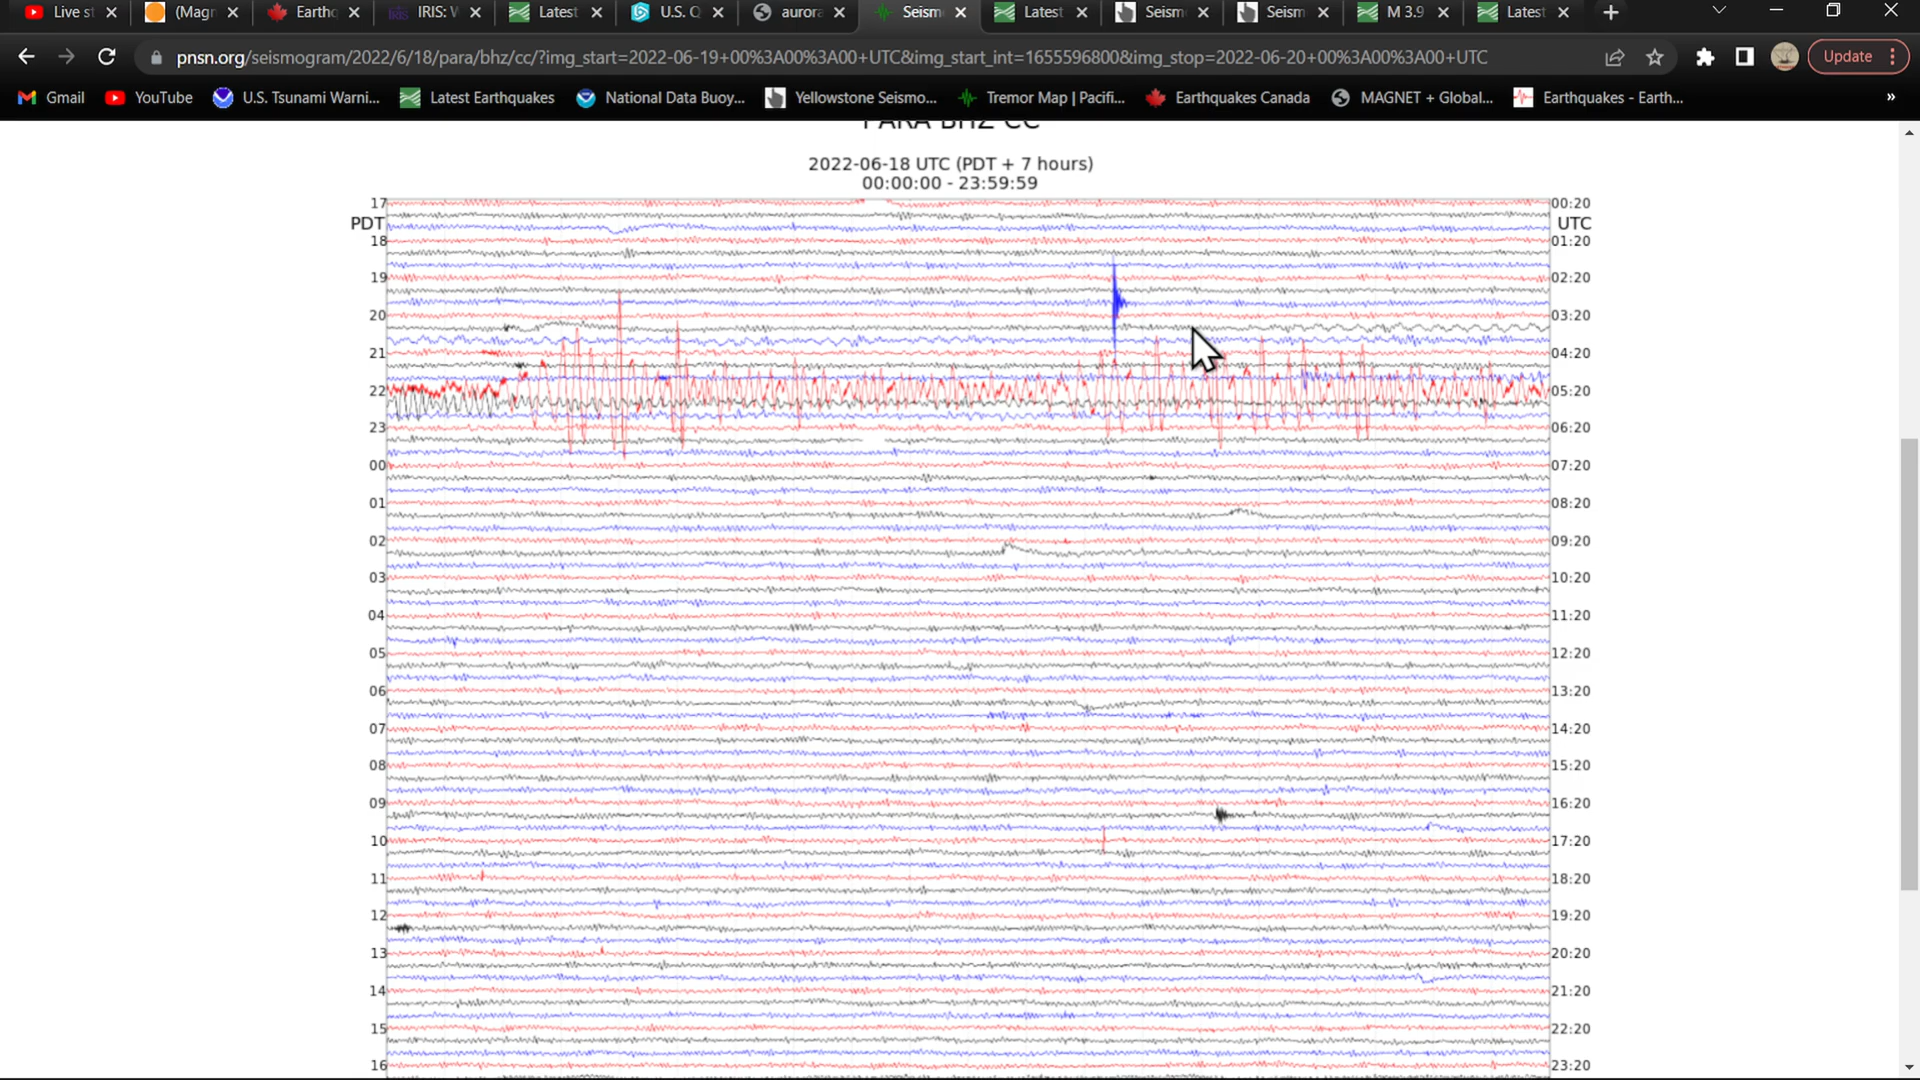 Live st
(Magr
Earthq
IRIS: W
Latest
U.S. Q
aurora
Seism
Latest
Seism
Seism
M 3.9
Latest
pnsn.org/seismogram/2022/6/18/para/bhz/cc/?img_start=2022-06-19+00%3A00%3A00+UTC&img_start_int=1655596800&img_stop=2022-06-20+00%3A00%3A00+UTC
Update
Gmail
YouTube
U.S. Tsunami Warni...
Latest Earthquakes
National Data Buoy...
Yellowstone Seismo...
Tremor Map | Pacifi...
Earthquakes Canada
MAGNET + Global...
Earthquakes - Earth...
»
PARA BHZ CC
2022-06-18 UTC (PDT + 7 hours)
00:00:00 - 23:59:59
17 00:20
PDT UTC
18 01:20
19 02:20
20 03:20
21 04:20
22 05:20
23 06:20
00 07:20
01 08:20
02 09:20
03 10:20
04 11:20
05 12:20
06 13:20
07 14:20
08 15:20
09 16:20
10 17:20
11 18:20
12 19:20
13 20:20
14 21:20
15 22:20
16 23:20